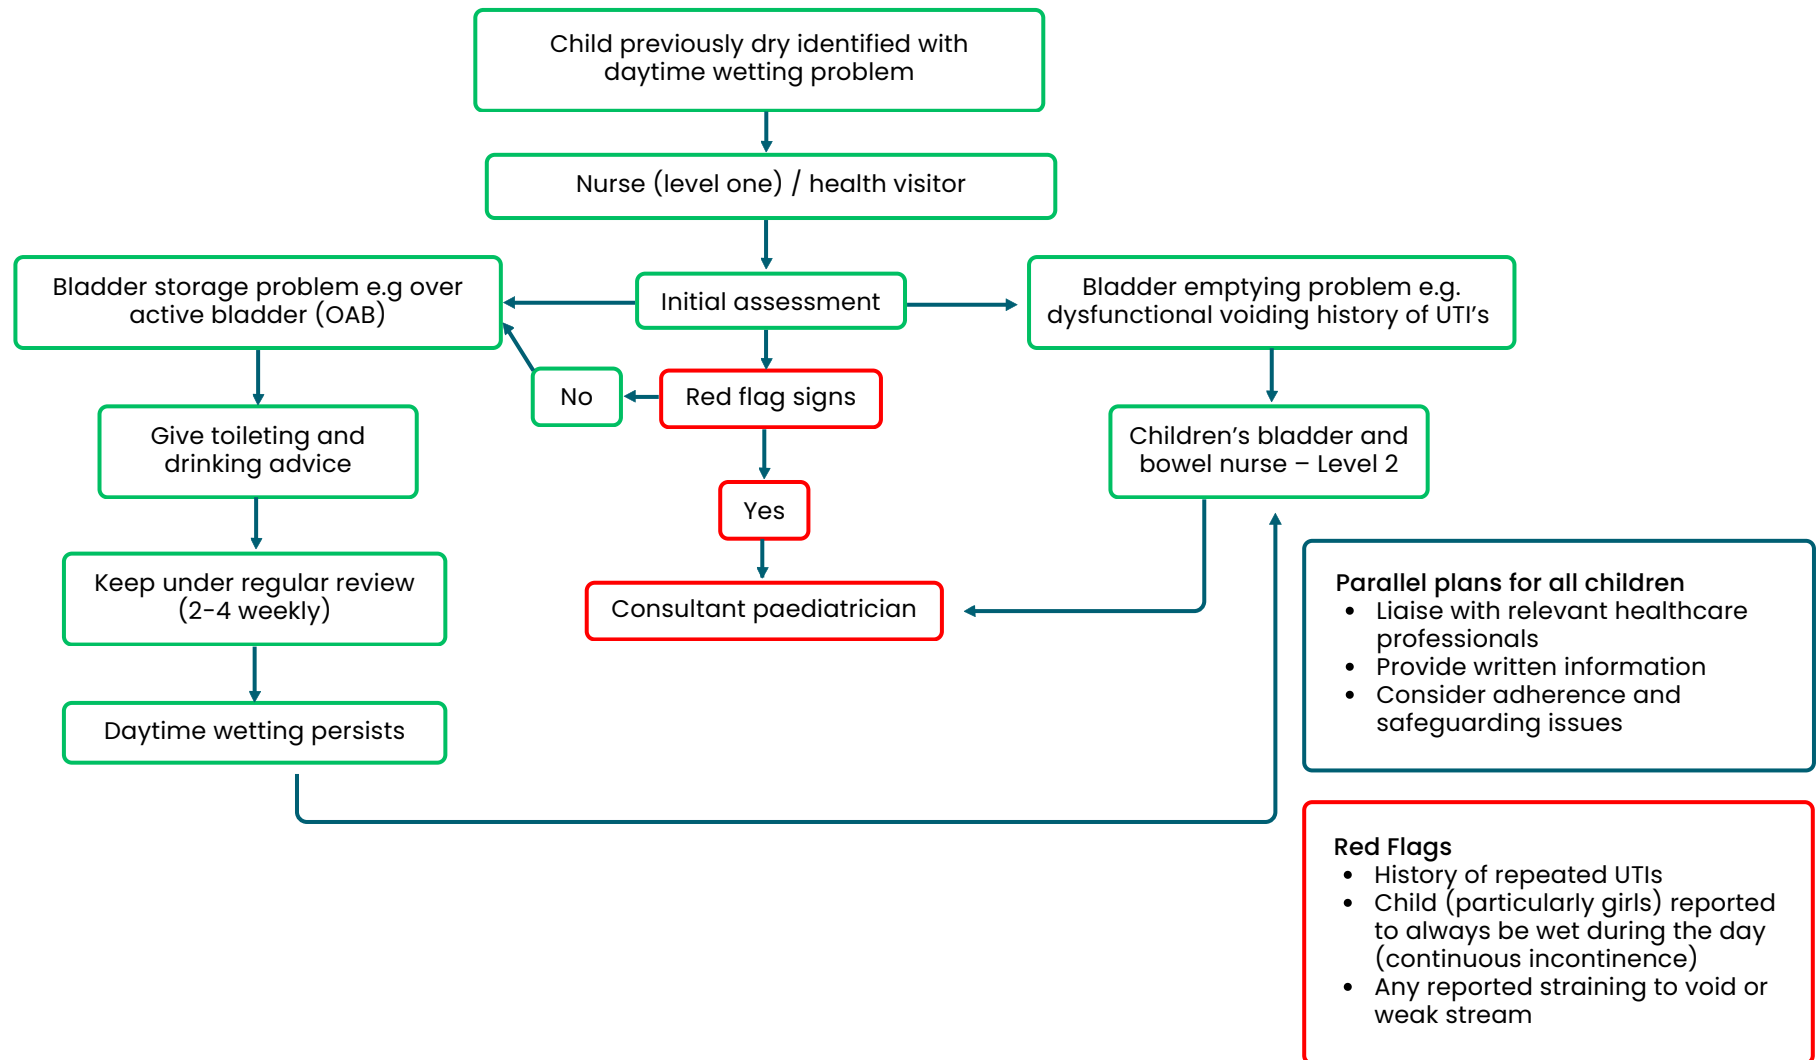 Child previously dry identified with
daytime wetting problem
Nurse (level one) / health visitor
Bladder storage problem e.g over
active bladder (OAB)
Initial assessment
Bladder emptying problem e.g.
dysfunctional voiding history of UTI's
No
Red flag signs
Give toileting and
drinking advice
Children's bladder and
bowel nurse – Level 2
Yes
Keep under regular review
(2-4 weekly)
Consultant paediatrician
Parallel plans for all children
• Liaise with relevant healthcare
professionals
• Provide written information
• Consider adherence and
safeguarding issues
Daytime wetting persists
Red Flags
• History of repeated UTIs
• Child (particularly girls) reported
to always be wet during the day
(continuous incontinence)
• Any reported straining to void or
weak stream